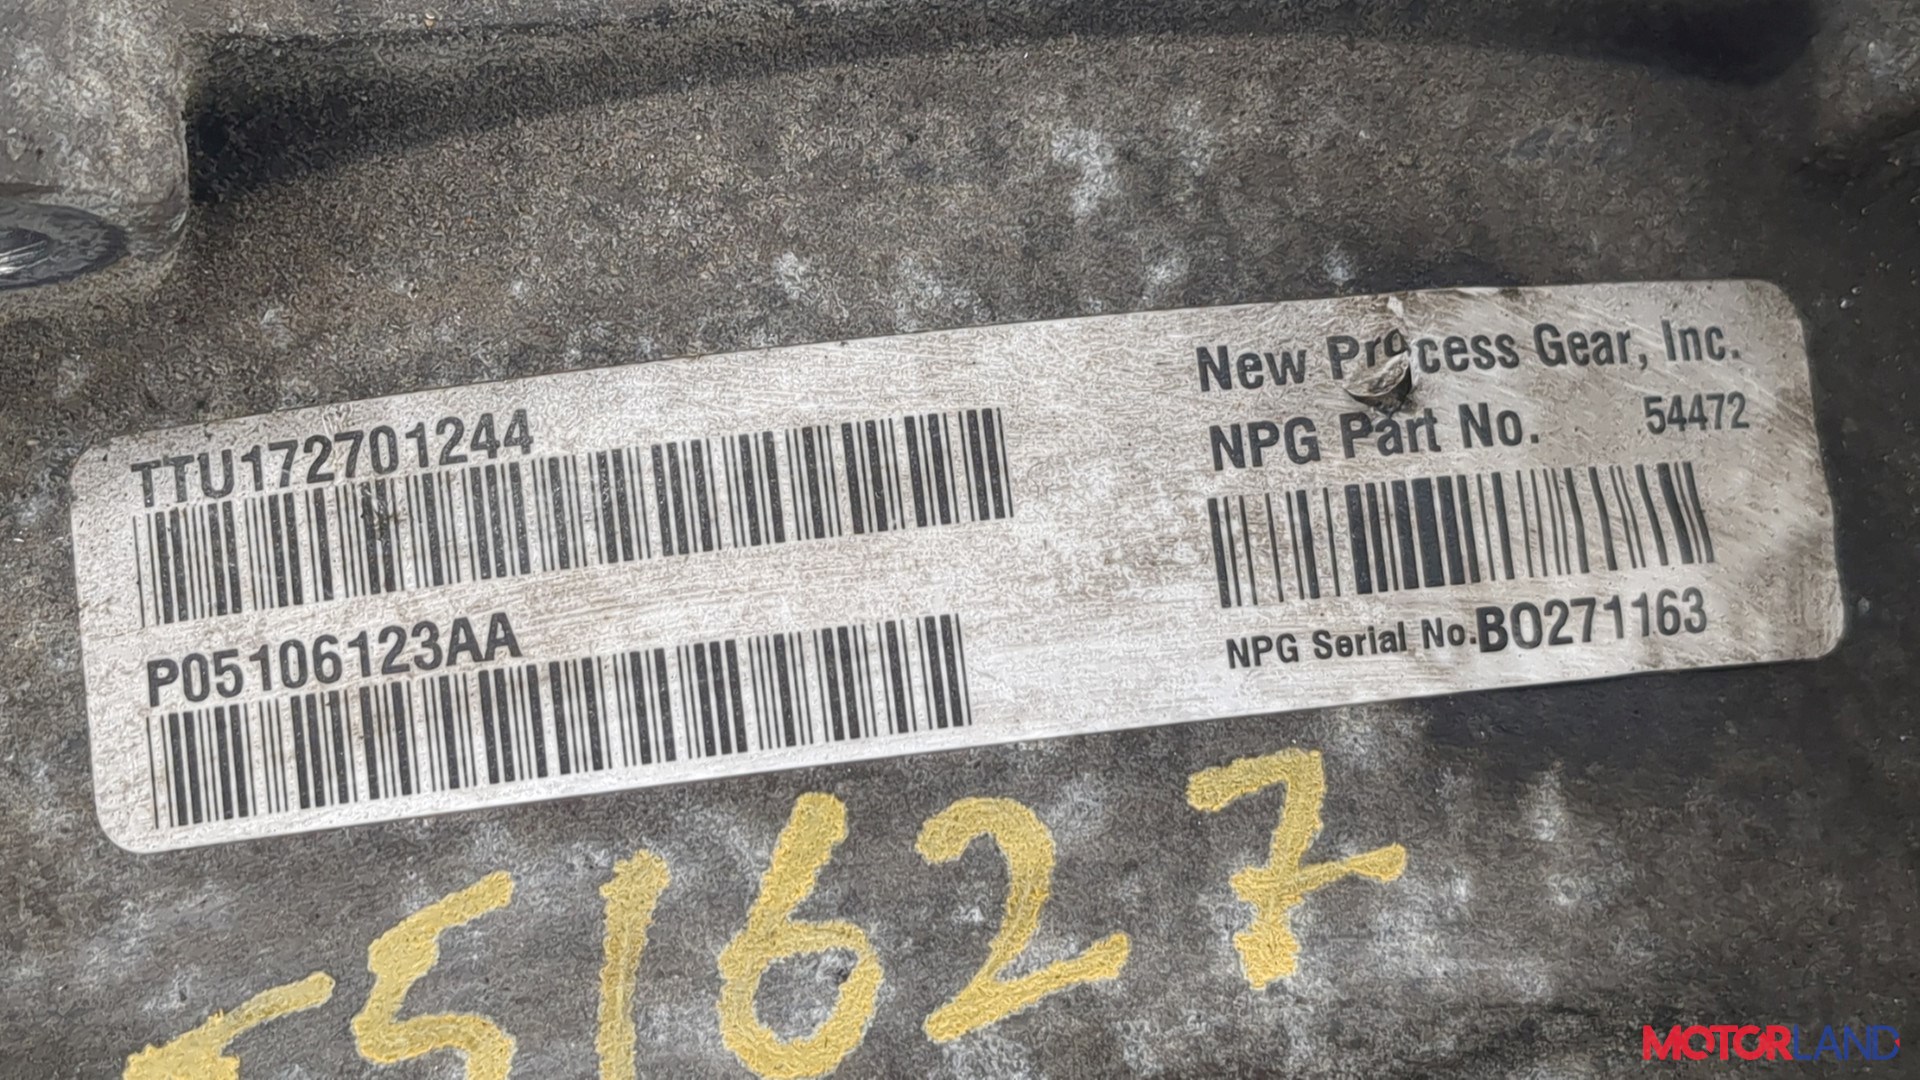 TTU172701244
P05106123AA
New Process Gear, Inc.
NPG Part No. 54472
NPG Serial No.BO271163
51627
MOTORLAND